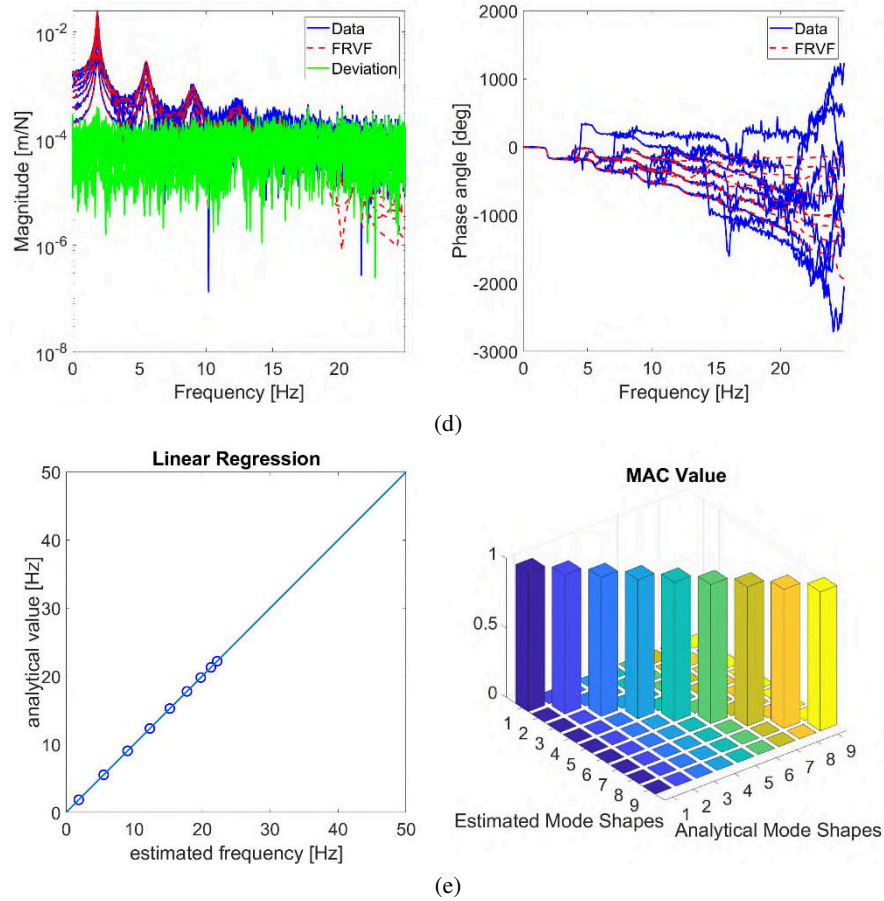 10^-2
10^-4
10^-6
10^-8
Magnitude [m/N]
0 5 10 15 20
Frequency [Hz]
Data
FRVF
Deviation
2000
1000
0
-1000
-2000
-3000
Phase angle [deg]
0 5 10 15 20
Frequency [Hz]
Data
FRVF
(d)
Linear Regression
50
40
30
20
10
0
analytical value [Hz]
0 10 20 30 40 50
estimated frequency [Hz]
MAC Value
1
0.5
0
1 2 3 4 5 6 7 8 9
Estimated Mode Shapes
1 2 3 4 5 6 7 8 9
Analytical Mode Shapes
(e)